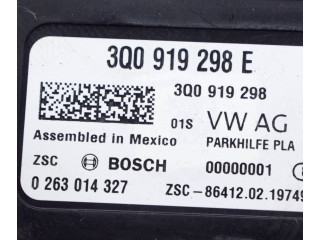 3Q0 919 298 E
3Q0 919 298
01S VW AG
Assembled in Mexico PARKHILFE PLA
ZSC BOSCH 00000001
0 263 014 327 ZSC-86412.02.1974